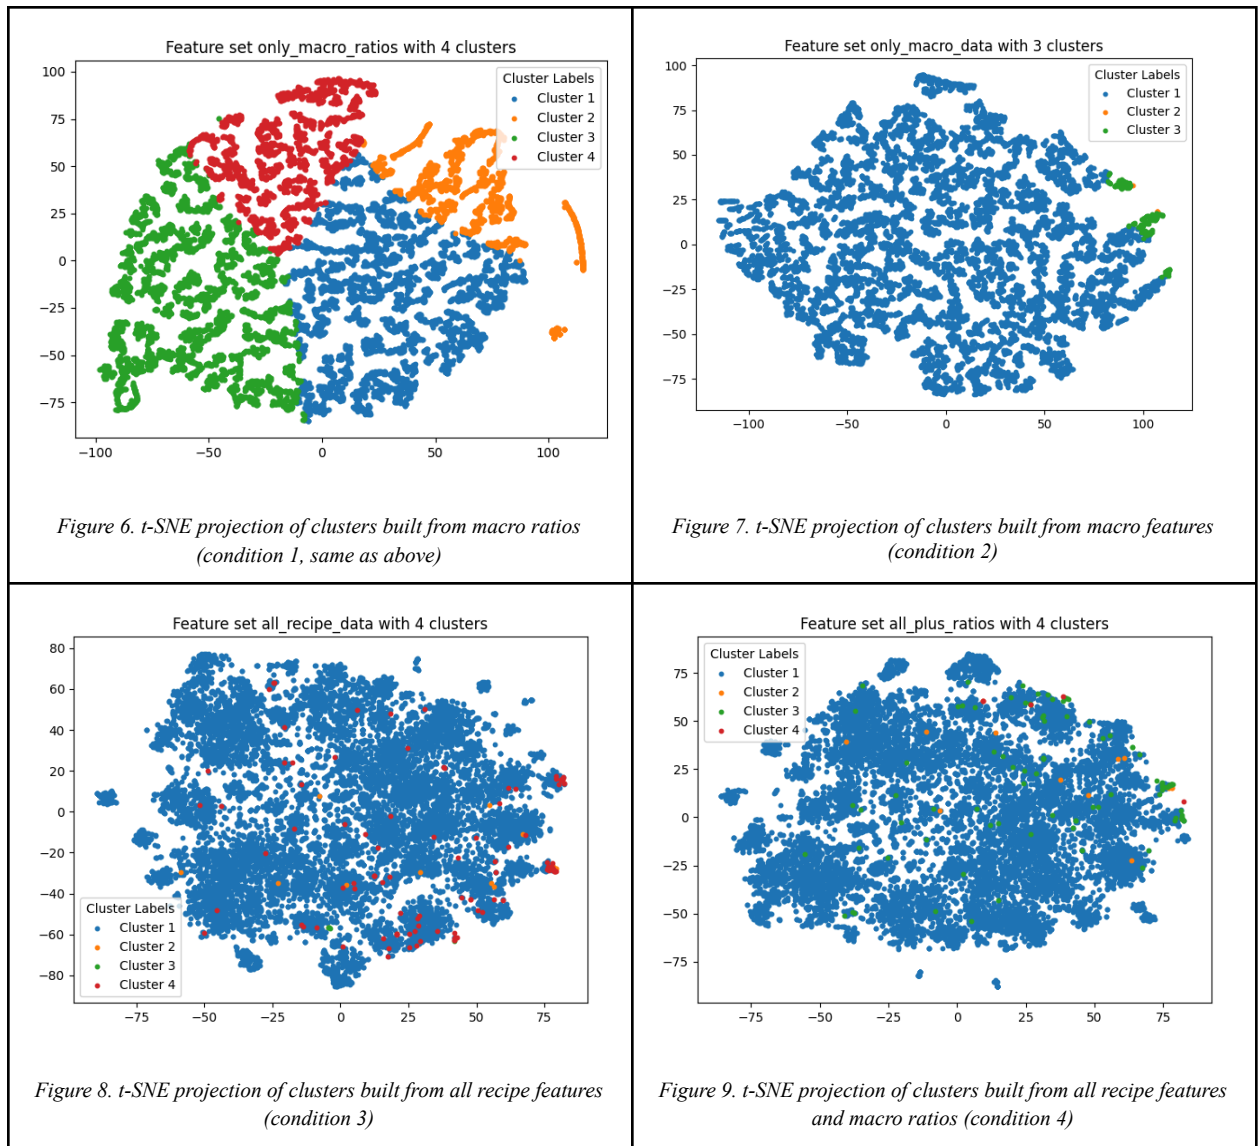 Feature set only_macro_ratios with 4 clusters
100
75
50
25
0
−25
−50
−75
−100
−50
0
50
100
Cluster Labels
Cluster 1
Cluster 2
Cluster 3
Cluster 4
Figure 6. t-SNE projection of clusters built from macro ratios
(condition 1, same as above)
Feature set only_macro_data with 3 clusters
100
75
50
25
0
−25
−50
−75
−100
−50
0
50
100
Cluster Labels
Cluster 1
Cluster 2
Cluster 3
Figure 7. t-SNE projection of clusters built from macro features
(condition 2)
Feature set all_recipe_data with 4 clusters
80
60
40
20
0
−20
−40
−60
−80
−75
−50
−25
0
25
50
75
Cluster Labels
Cluster 1
Cluster 2
Cluster 3
Cluster 4
Figure 8. t-SNE projection of clusters built from all recipe features
(condition 3)
Feature set all_plus_ratios with 4 clusters
75
50
25
0
−25
−50
−75
−75
−50
−25
0
25
50
75
Cluster Labels
Cluster 1
Cluster 2
Cluster 3
Cluster 4
Figure 9. t-SNE projection of clusters built from all recipe features
and macro ratios (condition 4)